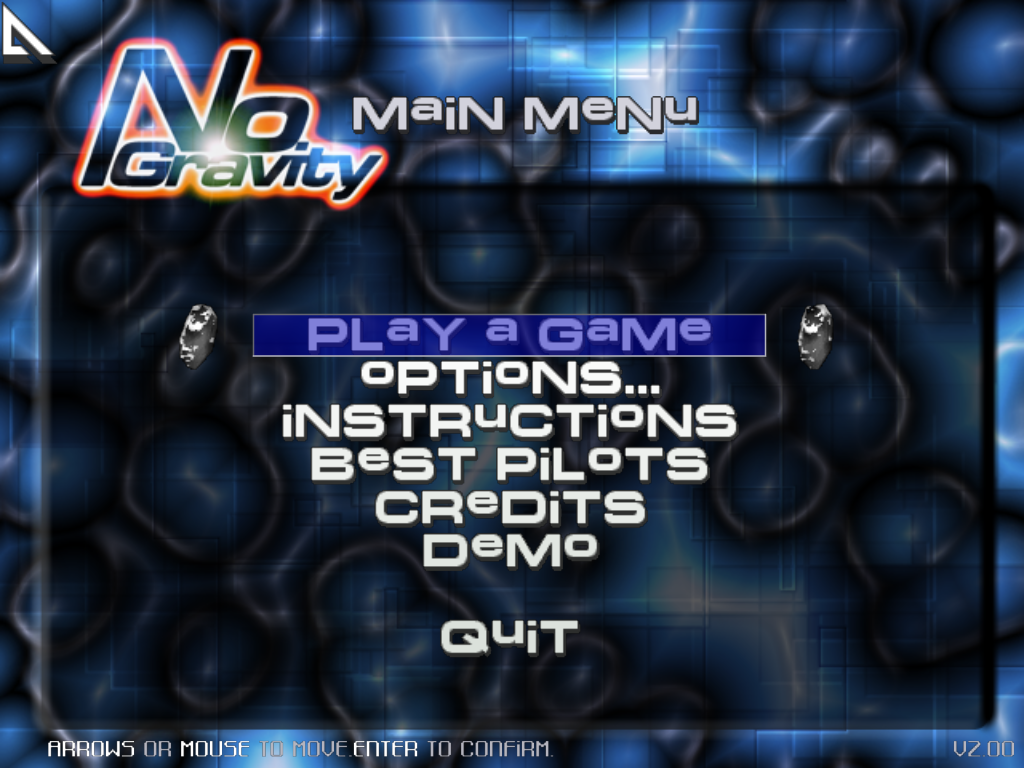 No
Gravity
MaiN MeNu
PLaY a GaMe
oPTioNS...
iNSTRuCTioNS
BeST PiLoTS
CReDiTS
DeMo
QuiT
ARROWS OR MOUSE TO MOVE.ENTER TO CONFiRM.
V2.00